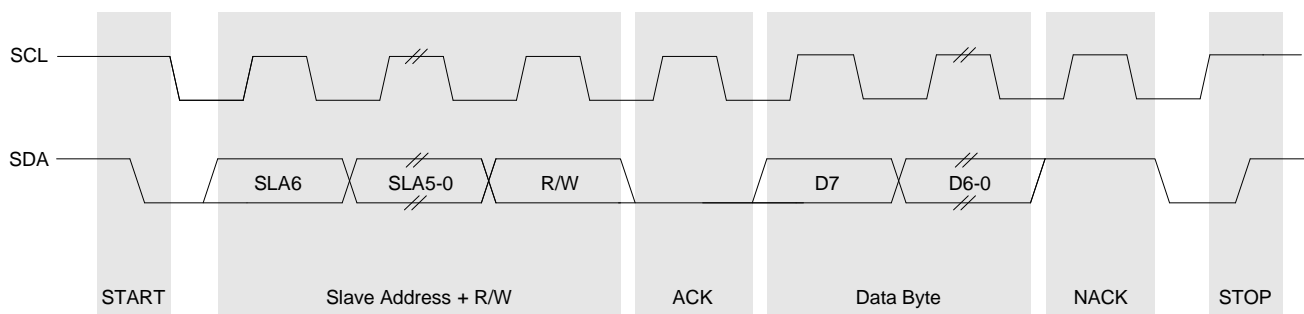 SCL
SDA
SLA6 SLA5-0 R/W D7 D6-0
START Slave Address + R/W ACK Data Byte NACK STOP